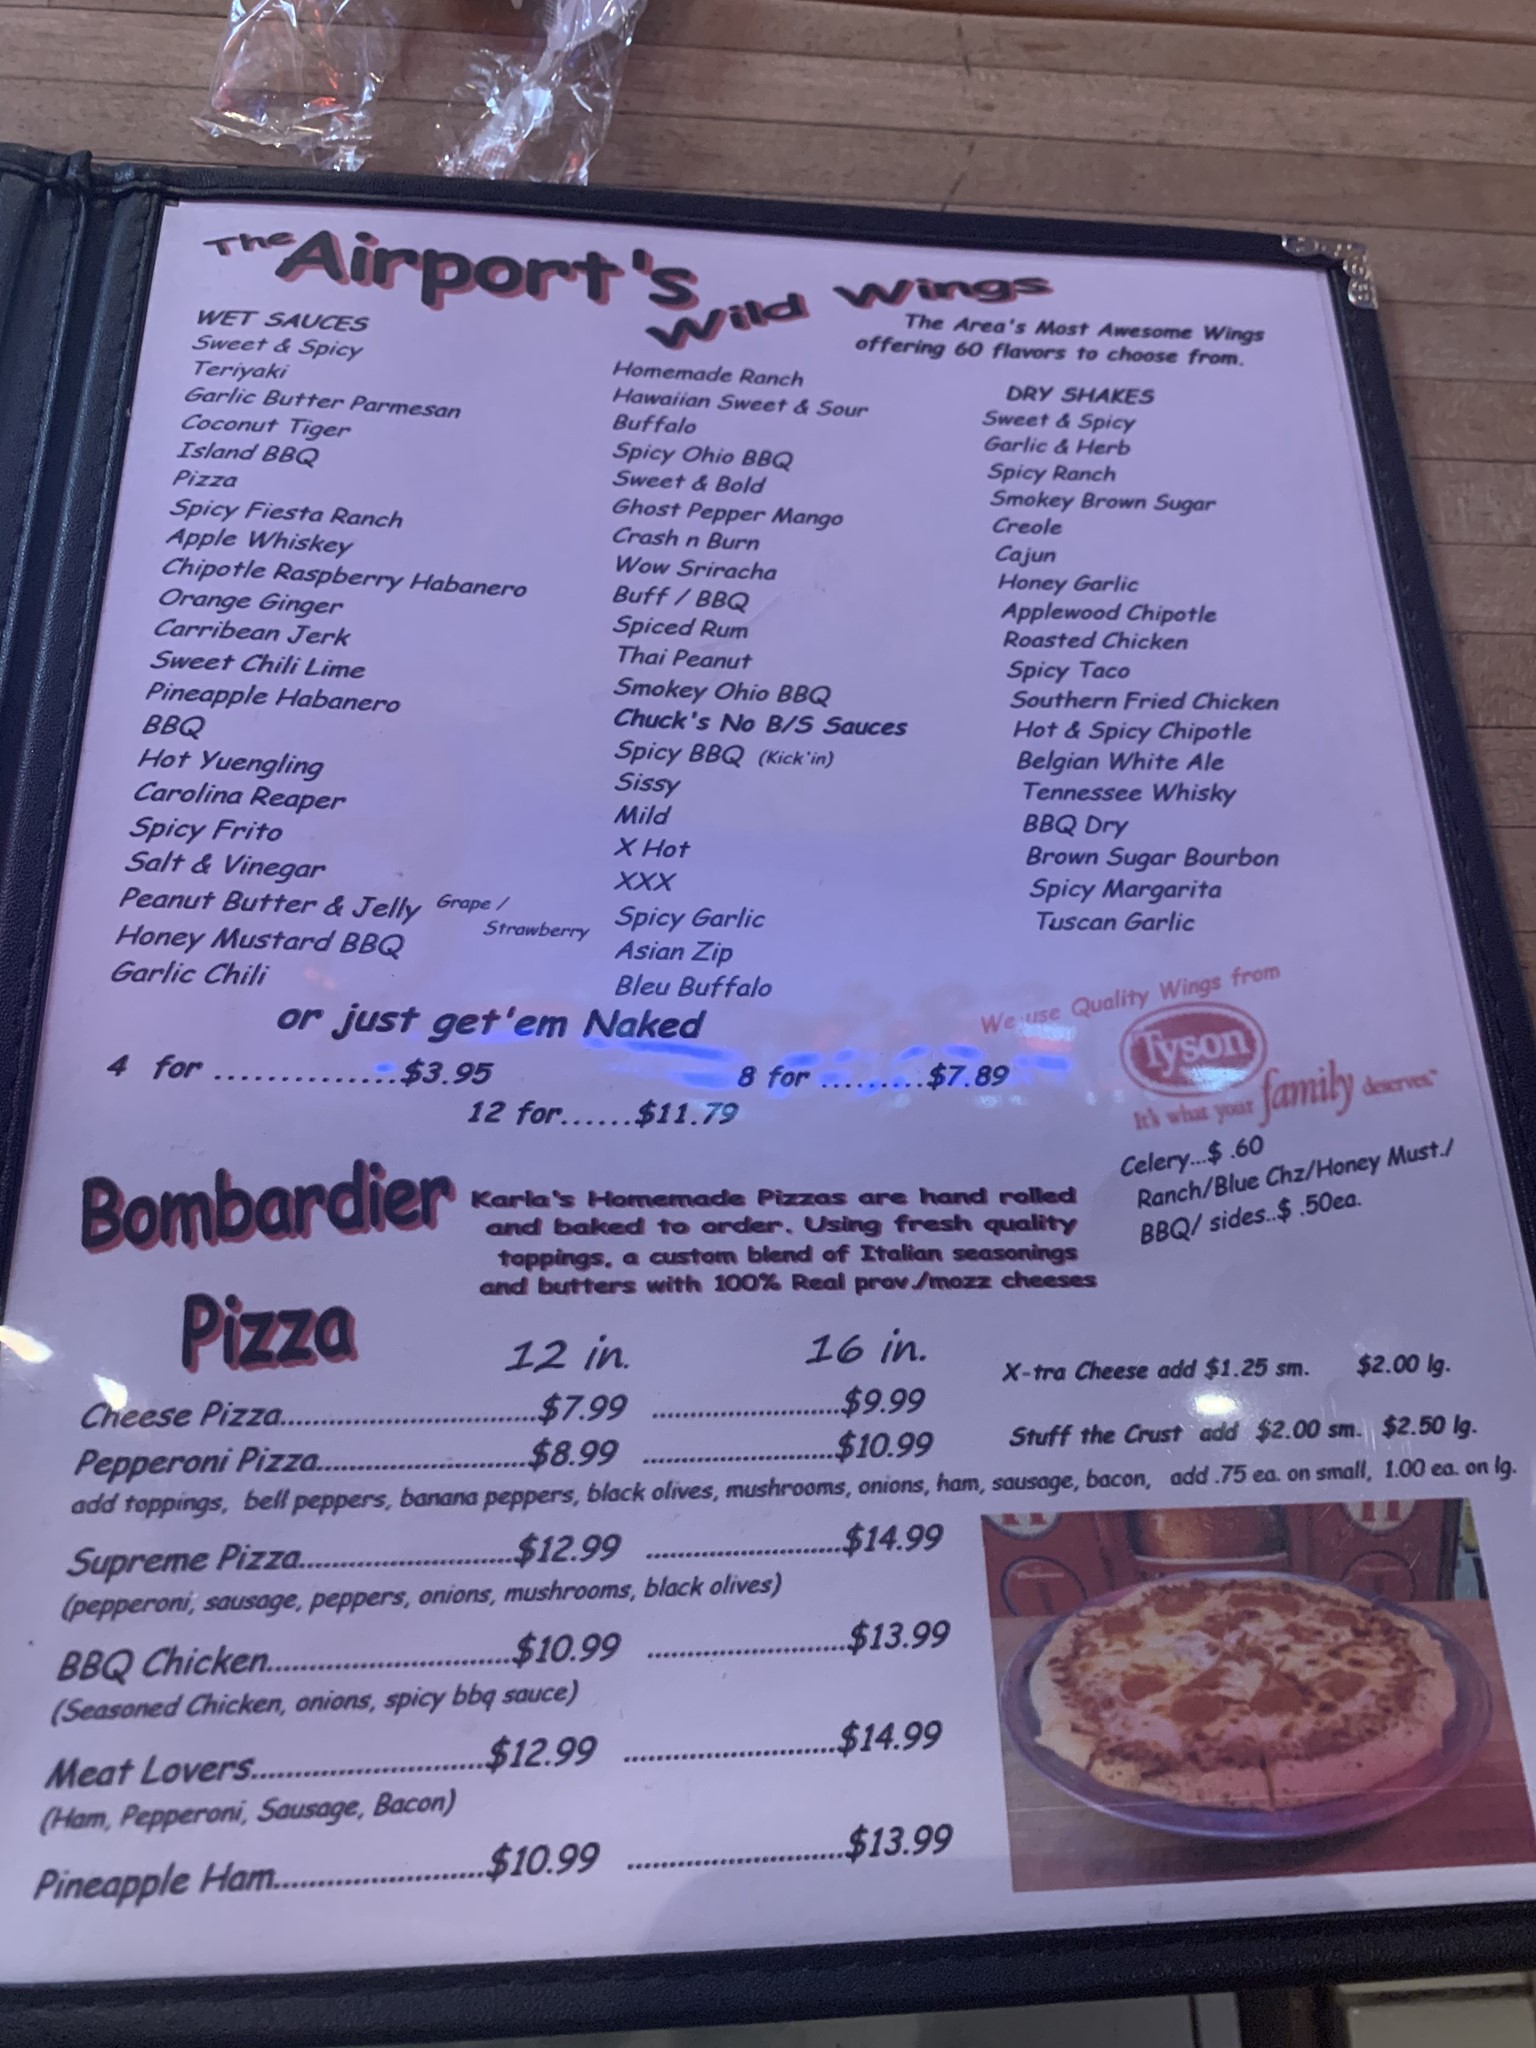 The Airport's Wild Wings
The Area's Most Awesome Wings
offering 60 flavors to choose from.
WET SAUCES
Sweet & Spicy
Teriyaki
Garlic Butter Parmesan
Coconut Tiger
Island BBQ
Pizza
Spicy Fiesta Ranch
Apple Whiskey
Chipotle Raspberry Habanero
Orange Ginger
Carribean Jerk
Sweet Chili Lime
Pineapple Habanero
BBQ
Hot Yuengling
Carolina Reaper
Spicy Frito
Salt & Vinegar
Peanut Butter & Jelly Grape /
Strawberry
Honey Mustard BBQ
Garlic Chili
Homemade Ranch
Hawaiian Sweet & Sour
Buffalo
Spicy Ohio BBQ
Sweet & Bold
Ghost Pepper Mango
Crash n Burn
Wow Sriracha
Buff / BBQ
Spiced Rum
Thai Peanut
Smokey Ohio BBQ
Chuck's No B/S Sauces
Spicy BBQ (Kick'in)
Sissy
Mild
X Hot
XXX
Spicy Garlic
Asian Zip
Bleu Buffalo
DRY SHAKES
Sweet & Spicy
Garlic & Herb
Spicy Ranch
Smokey Brown Sugar
Creole
Cajun
Honey Garlic
Applewood Chipotle
Roasted Chicken
Spicy Taco
Southern Fried Chicken
Hot & Spicy Chipotle
Belgian White Ale
Tennessee Whisky
BBQ Dry
Brown Sugar Bourbon
Spicy Margarita
Tuscan Garlic
or just get'em Naked
4 for ...............$3.95
8 for .........$7.89
12 for......$11.79
We use Quality Wings from
Tyson
It's what your family deserves.™
Celery...$ .60
Ranch/Blue Chz/Honey Must./
BBQ/ sides..$ .50ea.
Bombardier
Pizza
Karla's Homemade Pizzas are hand rolled
and baked to order. Using fresh quality
toppings, a custom blend of Italian seasonings
and butters with 100% Real prov./mozz cheeses
12 in. 16 in.
Cheese Pizza................................$7.99 ........................$9.99
X-tra Cheese add $1.25 sm. $2.00 lg.
Pepperoni Pizza...........................$8.99 ........................$10.99
Stuff the Crust add $2.00 sm. $2.50 lg.
add toppings, bell peppers, banana peppers, black olives, mushrooms, onions, ham, sausage, bacon, add .75 ea. on small, 1.00 ea. on lg.
Supreme Pizza...........................$12.99 .........................$14.99
(pepperoni, sausage, peppers, onions, mushrooms, black olives)
BBQ Chicken...............................$10.99 .........................$13.99
(Seasoned Chicken, onions, spicy bbq sauce)
Meat Lovers.............................$12.99 ...........................$14.99
(Ham, Pepperoni, Sausage, Bacon)
Pineapple Ham..........................$10.99 ...........................$13.99